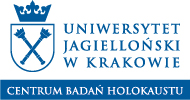 UNIWERSYTET
JAGIELLOŃSKI
W KRAKOWIE
CENTRUM BADAŃ HOLOKAUSTU